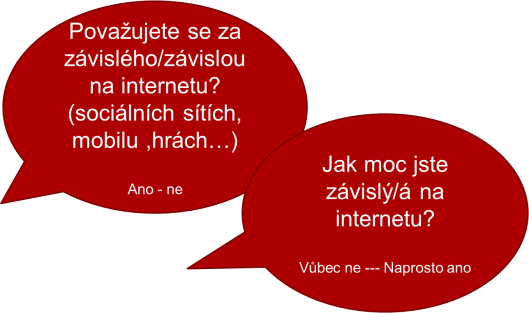 Považujete se za
závislého/závislou
na internetu?
(sociálních sítích,
mobilu ,hrách…)
Ano - ne
Jak moc jste
závislý/á na
internetu?
Vůbec ne --- Naprosto ano